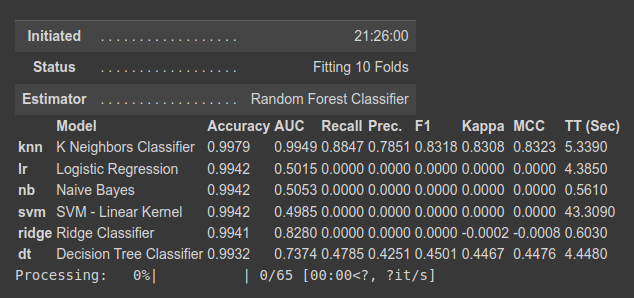 Initiated . . . . . . . . . . . . . . . . . . 21:26:00
Status . . . . . . . . . . . . . . . . . . Fitting 10 Folds
Estimator . . . . . . . . . . . . . . . . . . Random Forest Classifier
Model Accuracy AUC Recall Prec. F1 Kappa MCC TT (Sec)
knn K Neighbors Classifier 0.9979 0.9949 0.8847 0.7851 0.8318 0.8308 0.8323 5.3390
lr Logistic Regression 0.9942 0.5015 0.0000 0.0000 0.0000 0.0000 0.0000 4.3850
nb Naive Bayes 0.9942 0.5053 0.0000 0.0000 0.0000 0.0000 0.0000 0.5610
svm SVM - Linear Kernel 0.9942 0.4985 0.0000 0.0000 0.0000 0.0000 0.0000 43.3090
ridge Ridge Classifier 0.9941 0.8280 0.0000 0.0000 0.0000 -0.0002 -0.0008 0.6030
dt Decision Tree Classifier 0.9932 0.7374 0.4785 0.4251 0.4501 0.4467 0.4476 4.4480
Processing: 0%| | 0/65 [00:00<?, ?it/s]